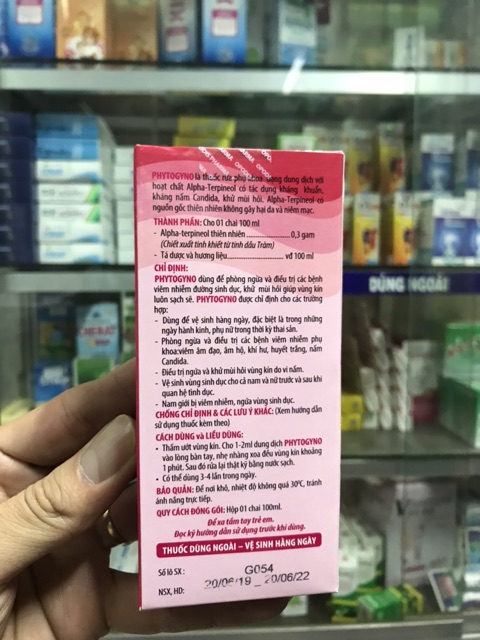 PHYTOGYNO là thuốc rửa phụ khoa dạng dung dịch với
hoạt chất Alpha-Terpineol có tác dụng kháng khuẩn,
kháng nấm Candida, khử mùi hôi. Alpha-Terpineol có
nguồn gốc thiên nhiên không gây hại da và niêm mạc.
THÀNH PHẦN: Cho 01 chai 100 ml
- Alpha-terpineol thiên nhiên ........................ 0,3 gam
(Chiết xuất tinh khiết từ tinh dầu Tràm)
- Tá dược và hương liệu ........................ vđ 100 ml
CHỈ ĐỊNH:
PHYTOGYNO dùng để phòng ngừa và điều trị các bệnh
viêm nhiễm đường sinh dục, khử mùi hôi giúp vùng kín
luôn sạch sẽ. PHYTOGYNO được chỉ định cho các trường
hợp:
- Dùng để vệ sinh hàng ngày, đặc biệt là trong những
ngày hành kinh, phụ nữ trong thời kỳ thai sản.
- Phòng ngừa và điều trị các bệnh viêm nhiễm phụ
khoa:viêm âm đạo, âm hộ, khí hư, huyết trắng, nấm
Candida.
- Điều trị ngứa và khử mùi hôi vùng kín do vi nấm.
- Vệ sinh vùng sinh dục cho cả nam và nữ trước và sau khi
quan hệ tình dục.
- Nam giới bị viêm nhiễm, ngứa vùng sinh dục.
CHỐNG CHỈ ĐỊNH & CÁC LƯU Ý KHÁC: (Xem hướng dẫn
sử dụng thuốc kèm theo)
CÁCH DÙNG và LIỀU DÙNG:
• Thấm ướt vùng kín. Cho 1-2ml dung dịch PHYTOGYNO
vào lòng bàn tay, nhẹ nhàng xoa đều vùng kín khoảng
1 phút. Sau đó rửa lại thật kỹ bằng nước sạch.
• Có thể dùng 3-4 lần trong ngày.
BẢO QUẢN: Để nơi khô, nhiệt độ không quá 30°C, tránh
ánh nắng trực tiếp.
QUY CÁCH ĐÓNG GÓI: Hộp 01 chai 100ml.
Để xa tầm tay trẻ em.
Đọc kỹ hướng dẫn sử dụng trước khi dùng.
THUỐC DÙNG NGOÀI – VỆ SINH HÀNG NGÀY
Số lô SX : G054
NSX, HD: 20/06/19 _ 20/06/22
DÙNG NGOÀI